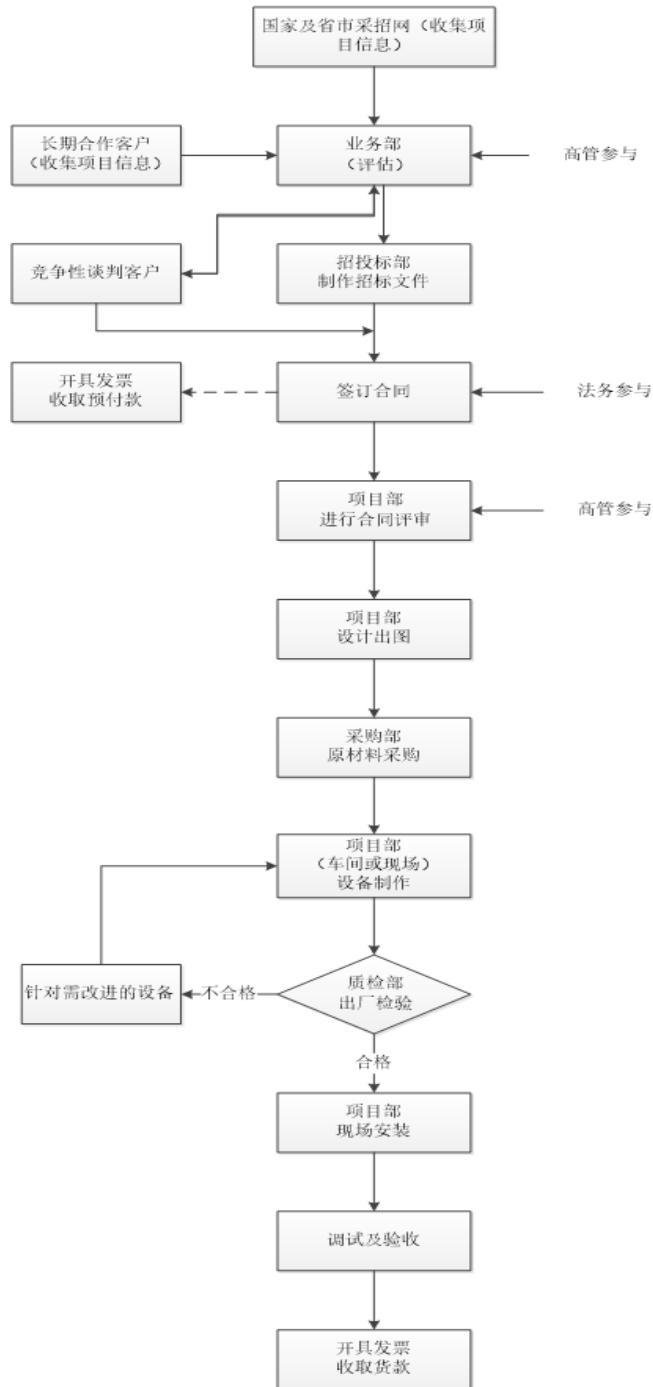 国家及省市采招网（收集项
目信息）
长期合作客户
（收集项目信息）
业务部
（评估）
高管参与
竞争性谈判客户
招投标部
制作招标文件
开具发票
收取预付款
签订合同
法务参与
项目部
进行合同评审
高管参与
项目部
设计出图
采购部
原材料采购
项目部
（车间或现场）
设备制作
针对需改进的设备
不合格
质检部
出厂检验
合格
项目部
现场安装
调试及验收
开具发票
收取货款